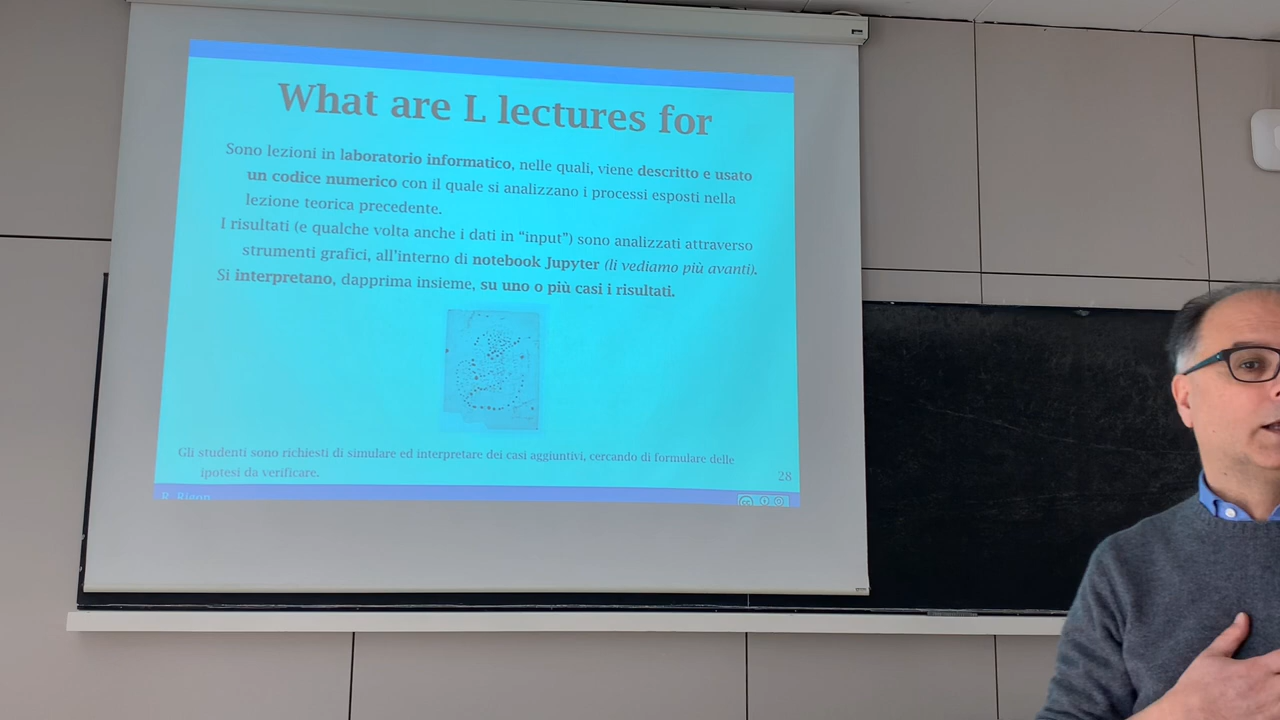 What are L lectures for
Sono lezioni in laboratorio informatico, nelle quali, viene descritto e usato
un codice numerico con il quale si analizzano i processi esposti nella
lezione teorica precedente.
I risultati (e qualche volta anche i dati in “input”) sono analizzati attraverso
strumenti grafici, all'interno di notebook Jupyter (li vediamo più avanti).
Si interpretano, dapprima insieme, su uno o più casi i risultati.
Gli studenti sono richiesti di simulare ed interpretare dei casi aggiuntivi, cercando di formulare delle
ipotesi da verificare.
28
R. Rigon